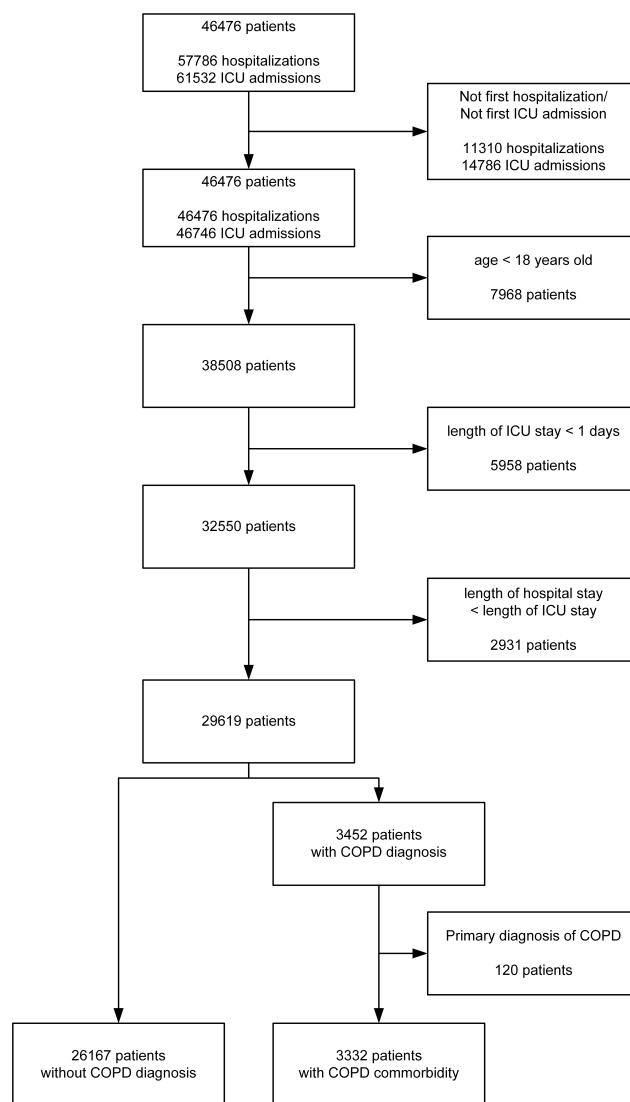 46476 patients
57786 hospitalizations
61532 ICU admissions
Not first hospitalization/
Not first ICU admission
11310 hospitalizations
14786 ICU admissions
46476 patients
46476 hospitalizations
46746 ICU admissions
age < 18 years old
7968 patients
38508 patients
length of ICU stay < 1 days
5958 patients
32550 patients
length of hospital stay
< length of ICU stay
2931 patients
29619 patients
3452 patients
with COPD diagnosis
Primary diagnosis of COPD
120 patients
26167 patients
without COPD diagnosis
3332 patients
with COPD commorbidity